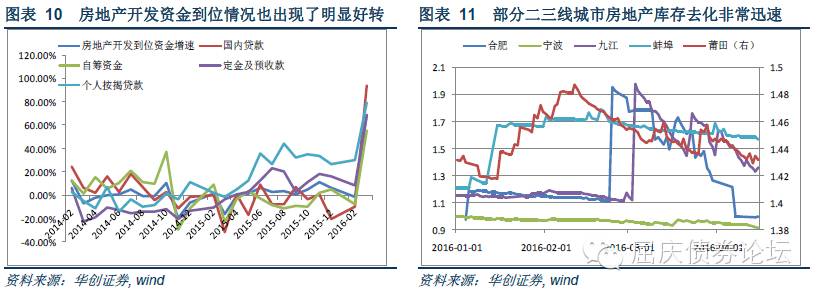 图表 10 房地产开发资金到位情况也出现了明显好转
房地产开发到位资金增速
国内贷款
自筹资金
定金及预收款
个人按揭贷款
120.00%
100.00%
80.00%
60.00%
40.00%
20.00%
0.00%
-20.00%
-40.00%
2014-02
2014-04
2014-06
2014-08
2014-10
2014-12
2015-02
2015-04
2015-06
2015-08
2015-10
2015-12
2016-02
资料来源：华创证券, wind
图表 11 部分二三线城市房地产库存去化非常迅速
合肥
宁波
九江
蚌埠
莆田（右）
2.1
1.9
1.7
1.5
1.3
1.1
0.9
1.5
1.48
1.46
1.44
1.42
1.4
1.38
2016-01-01
2016-02-01
2016-03-01
2016-04-01
屈庆债券论坛
资料来源：华创证券, wind